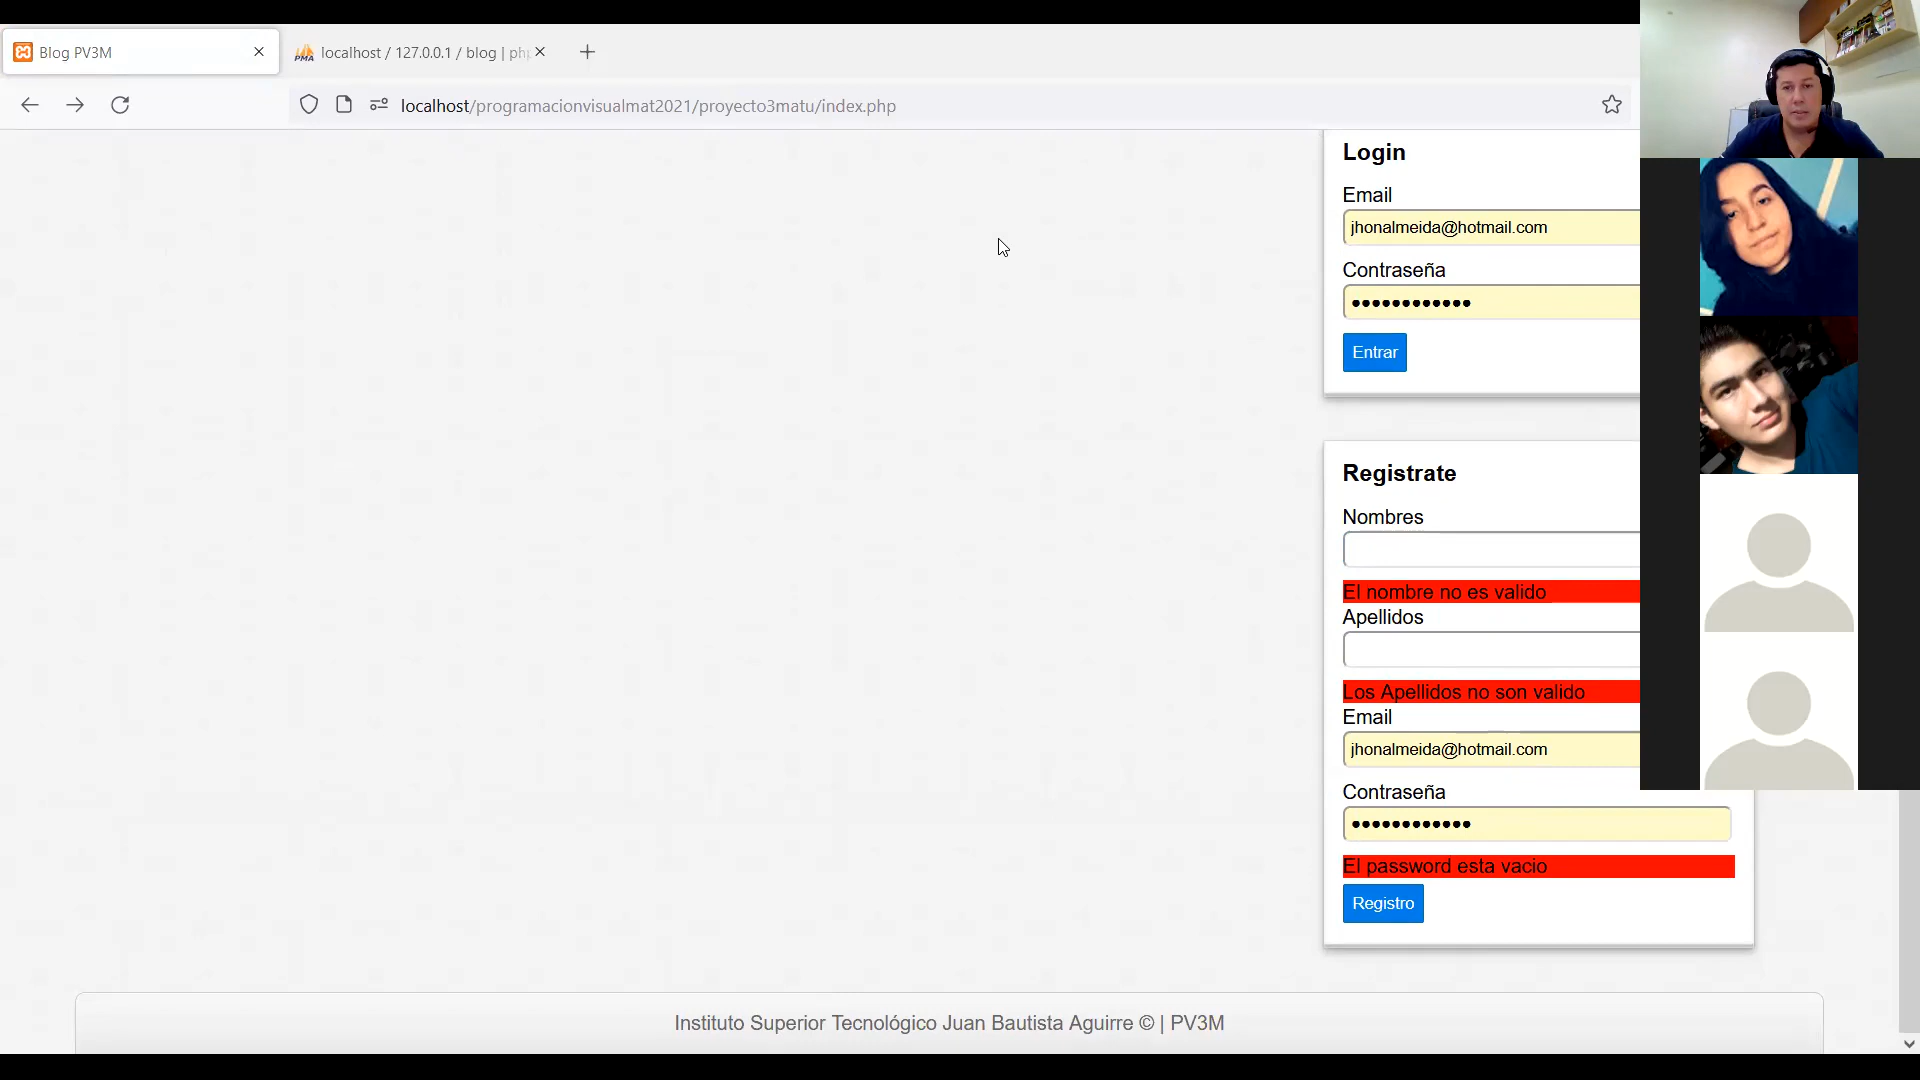 Blog PV3M
localhost / 127.0.0.1 / blog | ph
PMA
localhost/programacionvisualmat2021/proyecto3matu/index.php
Login
Email
jhonalmeida@hotmail.com
Contraseña
Entrar
Registrate
Nombres
El nombre no es valido
Apellidos
Los Apellidos no son valido
Email
jhonalmeida@hotmail.com
Contraseña
El password esta vacio
Registro
Instituto Superior Tecnológico Juan Bautista Aguirre © | PV3M